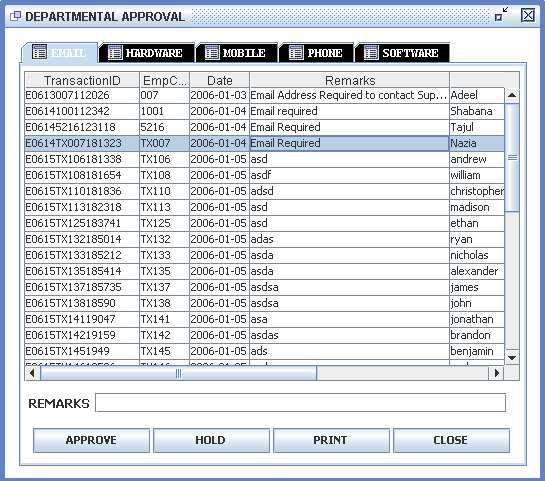 DEPARTMENTAL APPROVAL
EMAIL HARDWARE MOBILE PHONE SOFTWARE
TransactionID EmpC... Date Remarks
E0613007112026 007 2006-01-03 Email Address Required to contact Sup... Adeel
E0614100112342 1001 2006-01-04 Email required Shabana
E06145216123118 5216 2006-01-04 Email Required Tajul
E0614TX007181323 TX007 2006-01-04 Email Required Nazia
E0615TX106181338 TX106 2006-01-05 asd andrew
E0615TX108181654 TX108 2006-01-05 asdf william
E0615TX110181836 TX110 2006-01-05 adsd christopher
E0615TX113182318 TX113 2006-01-05 asd madison
E0615TX125183741 TX125 2006-01-05 asd ethan
E0615TX132185014 TX132 2006-01-05 adas ryan
E0615TX133185212 TX133 2006-01-05 asda nicholas
E0615TX135185414 TX135 2006-01-05 asda alexander
E0615TX137185735 TX137 2006-01-05 asdsa james
E0615TX13818590 TX138 2006-01-05 asdsa john
E0615TX14119047 TX141 2006-01-05 asa jonathan
E0615TX14219159 TX142 2006-01-05 asdas brandon
E0615TX1451949 TX145 2006-01-05 ads benjamin
REMARKS
APPROVE HOLD PRINT CLOSE